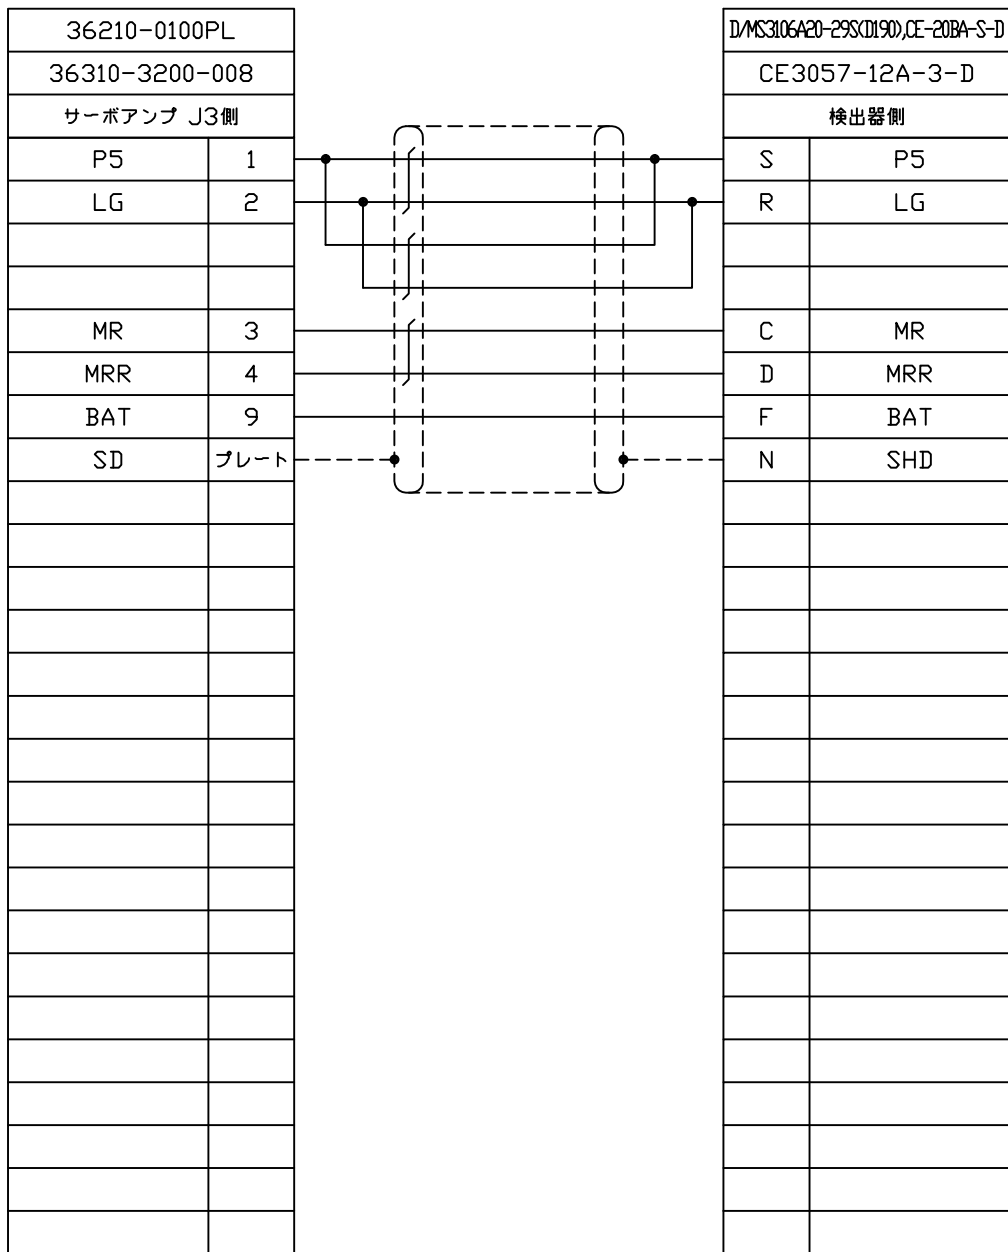 36210-0100PL
36310-3200-008
サーボアンプ J3側
P5 1
LG 2
MR 3
MRR 4
BAT 9
SD プレート
D/MS3106A20-29S(D190),CE-20BA-S-D
CE3057-12A-3-D
検出器側
S P5
R LG
C MR
D MRR
F BAT
N SHD